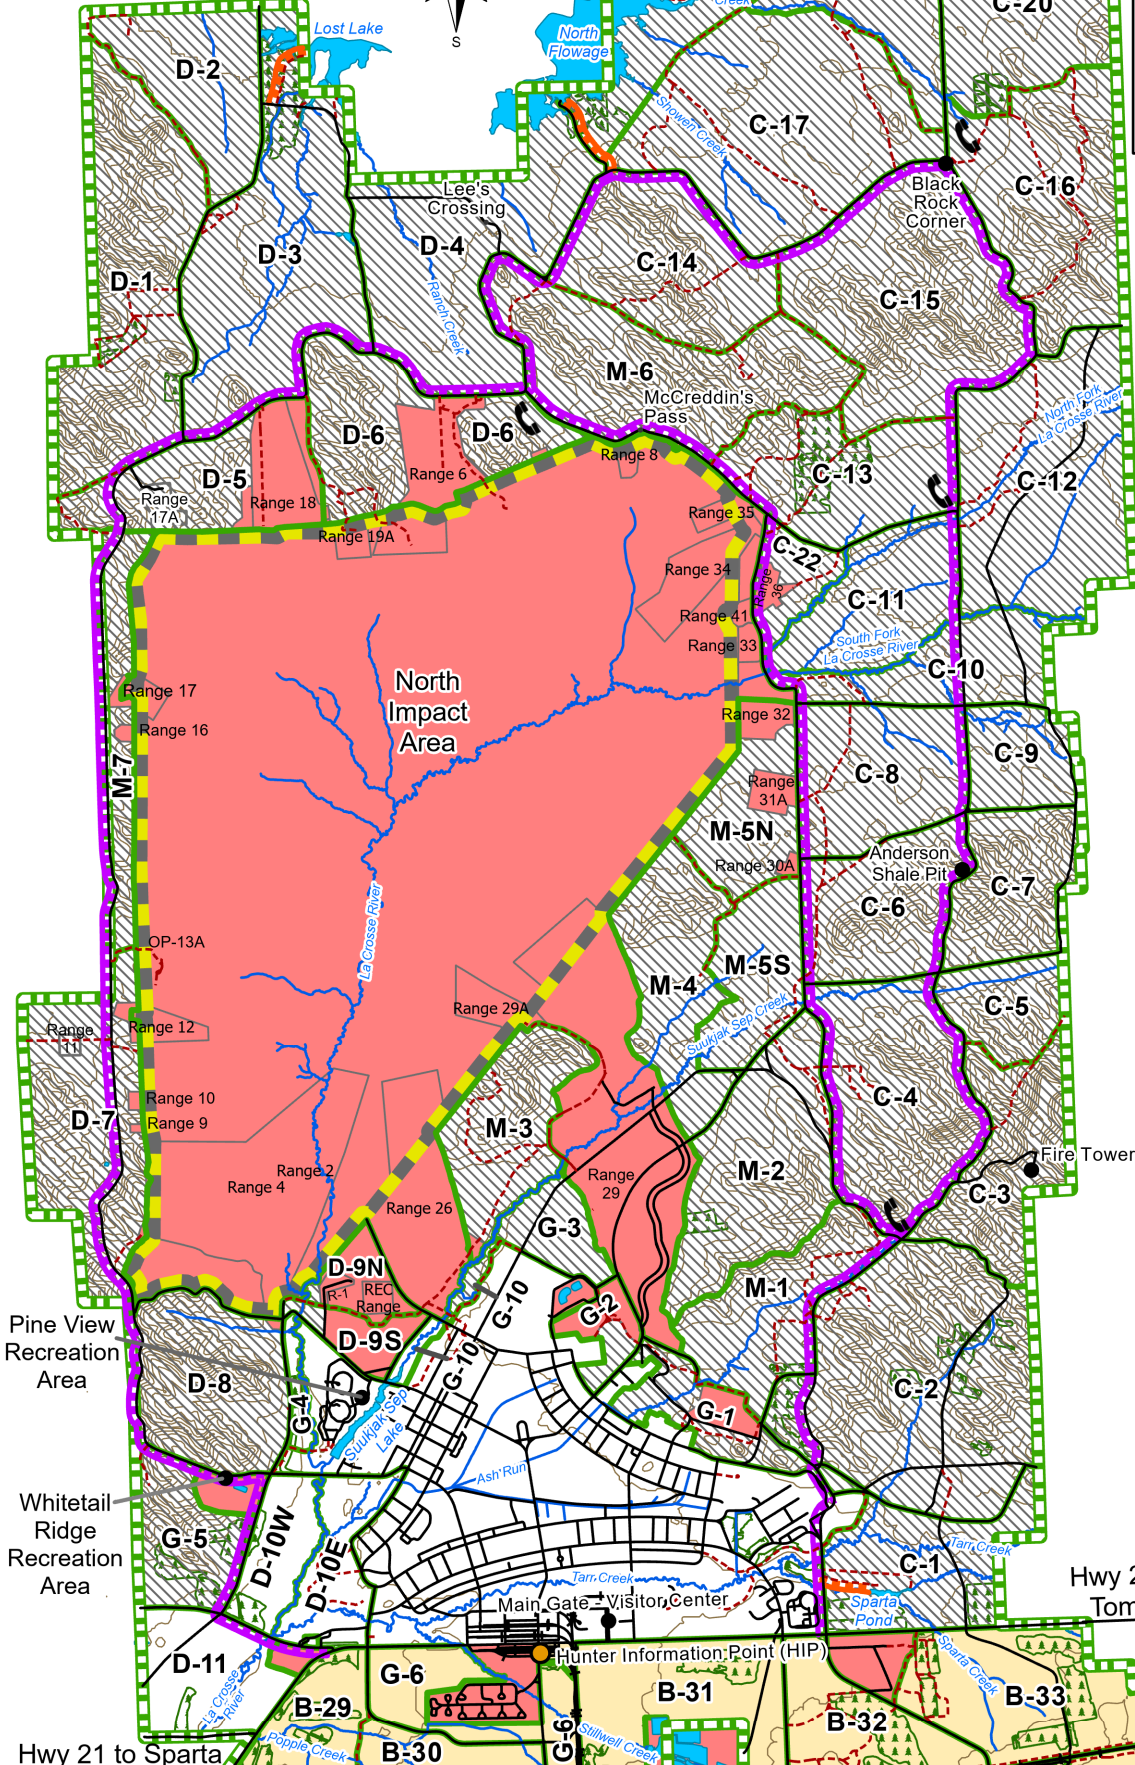 C-20
Creek
S
Lost Lake
North
Flowage
D-2
Showen Creek
C-17
Black
Rock
Corner
C-16
Lee's
Crossing
D-3
D-4
D-1
Ranch Creek
C-14
C-15
M-6
McCreddin's
Pass
North Fork
La Crosse River
D-6
D-6
D-5
Range
17A
Range 18
Range 6
Range 8
C-13
C-12
Range 19A
Range 35
C-22
Range 34
Range
36
C-11
Range 41
Range 33
South Fork
La Crosse River
C-10
North
Impact
Area
Range 17
Range 16
Range 32
M-7
C-8
C-9
Range
31A
M-5N
Range 30A
Anderson
Shale Pit
C-7
C-6
La Crosse River
OP-13A
M-5S
M-4
Range 29A
Suukjak Sep Creek
C-5
Range 12
Range
11
Range 10
Range 9
D-7
C-4
M-3
Range 2
Range 4
Range
29
M-2
Fire Tower
C-3
Range 26
G-3
D-9N
R-1
REC
Range
G-10
G-2
M-1
D-9S
G-10
Pine View
Recreation
Area
D-8
G-4
Suukjak Sep
Lake
G-1
C-2
Ash Run
Whitetail
Ridge
Recreation
Area
G-5
D-10W
D-10E
Tarr Creek
Tarr Creek
C-1
Main Gate - Visitor Center
Sparta
Pond
Hwy 2
Tom
Hunter Information Point (HIP)
D-11
La Crosse
River
G-6
B-29
B-31
B-32
Sparta Creek
B-33
Hwy 21 to Sparta
Poppie Creek
B-30
G-6
Stillwell Creek